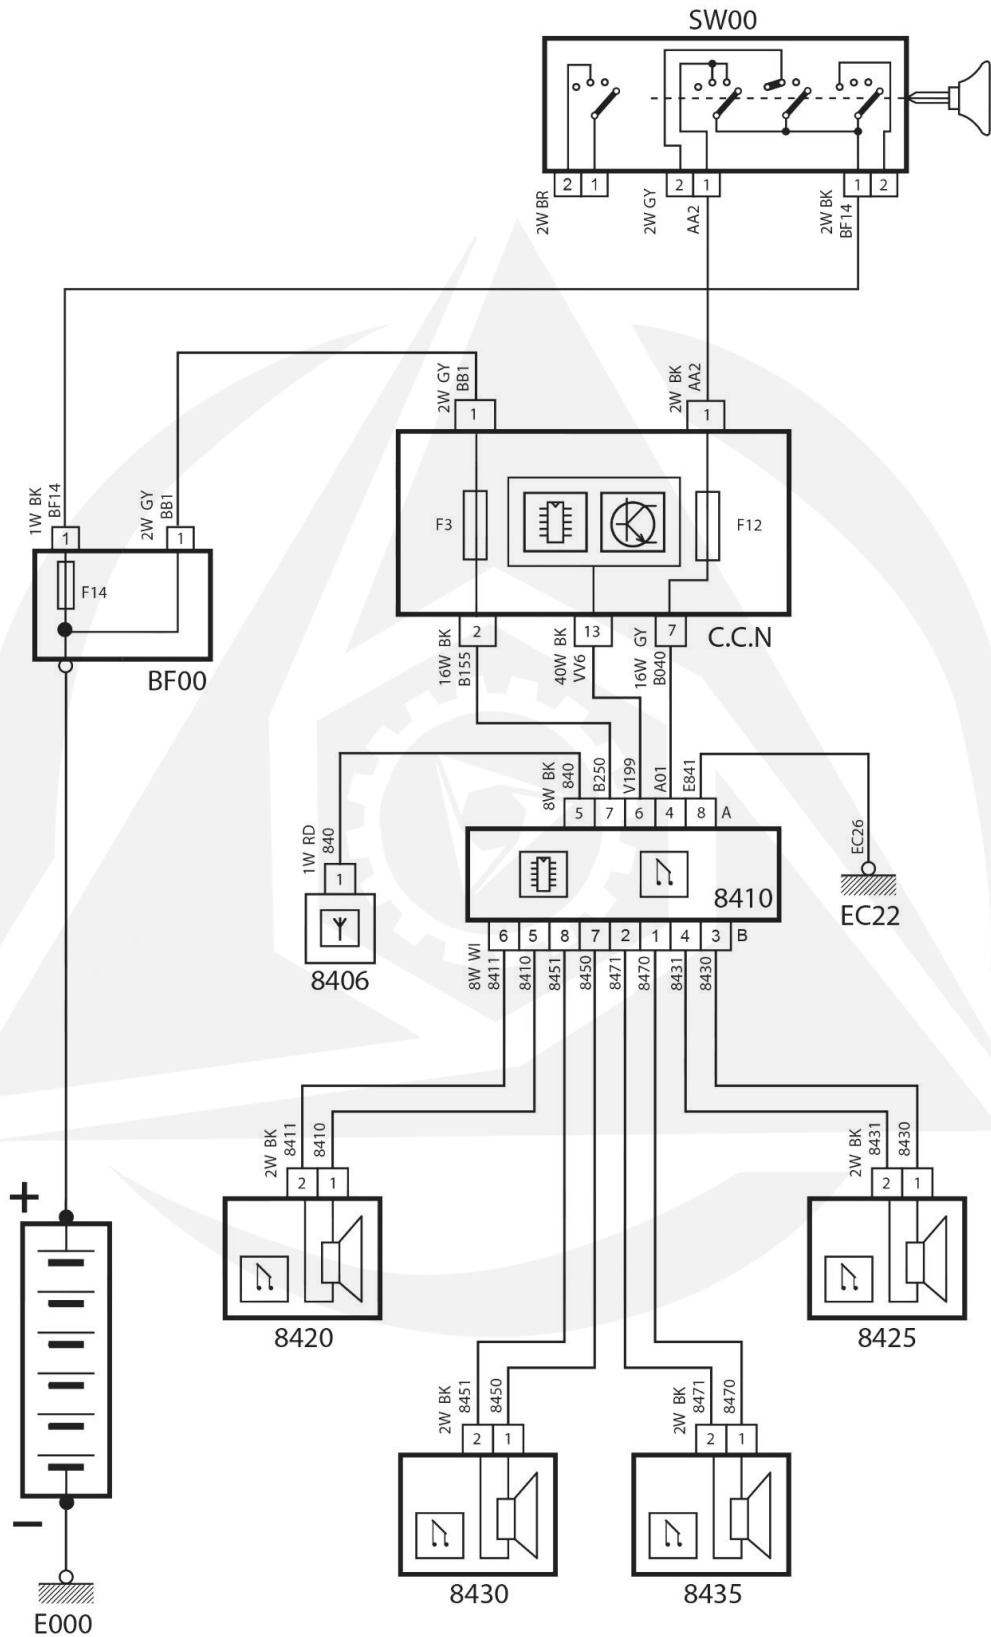 SW00
2 1 2 1 1 2
2W BR
2W GY
AA2
2W BK
BF14
2W GY
BB1
2W BK
AA2
1 1
1W BK
BF14
2W GY
BB1
1 1
F14
BF00
F3
F12
2 13 7
C.C.N
16W BK
B155
40W BK
VV6
16W GY
B040
8W BK
840
B250
V199
A01
E841
5 7 6 4 8 A
1W RD
840
1
8406
EC26
EC22
8410
6 5 8 7 2 1 4 3 B
8W WI
8411
8410
8451
8450
8471
8470
8431
8430
2W BK
8411
8410
2 1
8420
2W BK
8431
8430
2 1
8425
2W BK
8451
8450
2 1
8430
2W BK
8471
8470
2 1
8435
+
−
E000